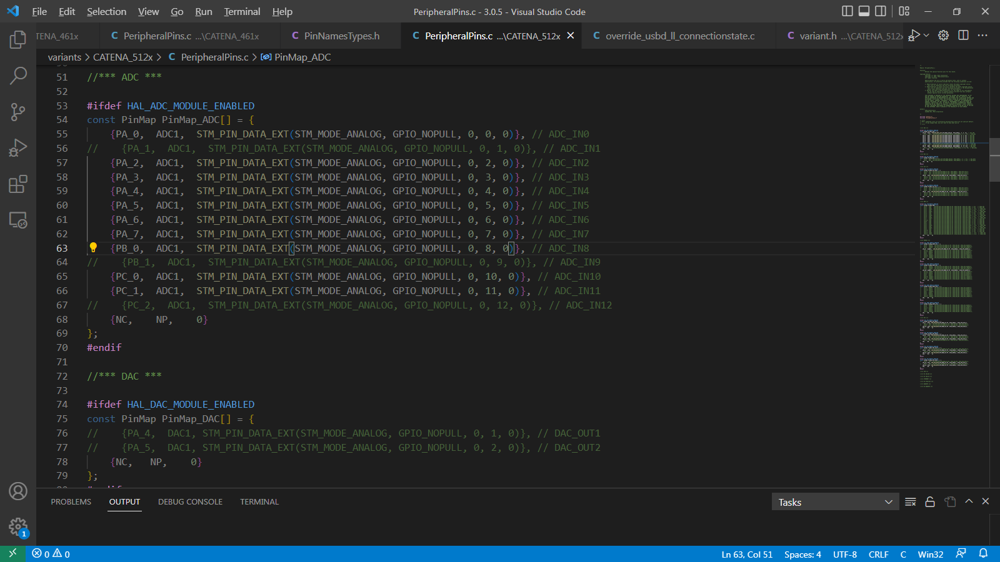 File Edit Selection View Go Run Terminal Help PeripheralPins.c - 3.0.5 - Visual Studio Code
TENA_461x PeripheralPins.c ...\CATENA_461x PinNamesTypes.h PeripheralPins.c ...\CATENA_512x override_usbd_ll_connectionstate.c variant.h ...\CATENA_512x
variants > CATENA_512x > C PeripheralPins.c > PinMap_ADC
51 //*** ADC ***
52
53 #ifdef HAL_ADC_MODULE_ENABLED
54 const PinMap PinMap_ADC[] = {
55 {PA_0, ADC1, STM_PIN_DATA_EXT(STM_MODE_ANALOG, GPIO_NOPULL, 0, 0, 0)}, // ADC_IN0
56 // {PA_1, ADC1, STM_PIN_DATA_EXT(STM_MODE_ANALOG, GPIO_NOPULL, 0, 1, 0)}, // ADC_IN1
57 {PA_2, ADC1, STM_PIN_DATA_EXT(STM_MODE_ANALOG, GPIO_NOPULL, 0, 2, 0)}, // ADC_IN2
58 {PA_3, ADC1, STM_PIN_DATA_EXT(STM_MODE_ANALOG, GPIO_NOPULL, 0, 3, 0)}, // ADC_IN3
59 {PA_4, ADC1, STM_PIN_DATA_EXT(STM_MODE_ANALOG, GPIO_NOPULL, 0, 4, 0)}, // ADC_IN4
60 {PA_5, ADC1, STM_PIN_DATA_EXT(STM_MODE_ANALOG, GPIO_NOPULL, 0, 5, 0)}, // ADC_IN5
61 {PA_6, ADC1, STM_PIN_DATA_EXT(STM_MODE_ANALOG, GPIO_NOPULL, 0, 6, 0)}, // ADC_IN6
62 {PA_7, ADC1, STM_PIN_DATA_EXT(STM_MODE_ANALOG, GPIO_NOPULL, 0, 7, 0)}, // ADC_IN7
63 {PB_0, ADC1, STM_PIN_DATA_EXT(STM_MODE_ANALOG, GPIO_NOPULL, 0, 8, 0)}, // ADC_IN8
64 // {PB_1, ADC1, STM_PIN_DATA_EXT(STM_MODE_ANALOG, GPIO_NOPULL, 0, 9, 0)}, // ADC_IN9
65 {PC_0, ADC1, STM_PIN_DATA_EXT(STM_MODE_ANALOG, GPIO_NOPULL, 0, 10, 0)}, // ADC_IN10
66 {PC_1, ADC1, STM_PIN_DATA_EXT(STM_MODE_ANALOG, GPIO_NOPULL, 0, 11, 0)}, // ADC_IN11
67 // {PC_2, ADC1, STM_PIN_DATA_EXT(STM_MODE_ANALOG, GPIO_NOPULL, 0, 12, 0)}, // ADC_IN12
68 {NC, NP, 0}
69 };
70 #endif
71
72 //*** DAC ***
73
74 #ifdef HAL_DAC_MODULE_ENABLED
75 const PinMap PinMap_DAC[] = {
76 // {PA_4, DAC1, STM_PIN_DATA_EXT(STM_MODE_ANALOG, GPIO_NOPULL, 0, 1, 0)}, // DAC_OUT1
77 // {PA_5, DAC1, STM_PIN_DATA_EXT(STM_MODE_ANALOG, GPIO_NOPULL, 0, 2, 0)}, // DAC_OUT2
78 {NC, NP, 0}
79 };
PROBLEMS OUTPUT DEBUG CONSOLE TERMINAL Tasks
1
0 0 Ln 63, Col 51 Spaces: 4 UTF-8 CRLF C Win32